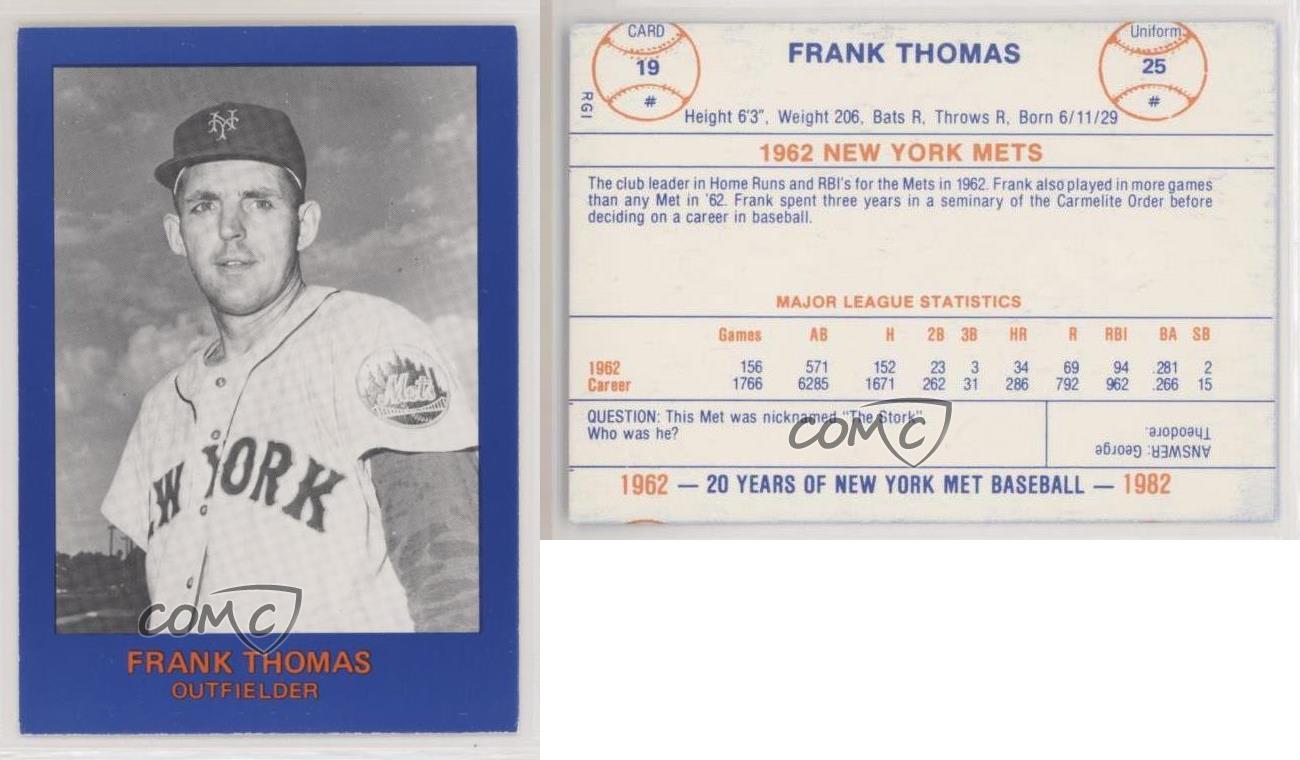 NY
Mets
NEW YORK
COMC
FRANK THOMAS
OUTFIELDER
CARD
19
#
RGI
FRANK THOMAS
Uniform
25
#
Height 6'3", Weight 206, Bats R, Throws R, Born 6/11/29
1962 NEW YORK METS
The club leader in Home Runs and RBI's for the Mets in 1962. Frank also played in more games
than any Met in '62. Frank spent three years in a seminary of the Carmelite Order before
deciding on a career in baseball.
MAJOR LEAGUE STATISTICS
Games AB H 2B 3B HR R RBI BA SB
1962 156 571 152 23 3 34 69 94 .281 2
Career 1766 6285 1671 262 31 286 792 962 .266 15
QUESTION: This Met was nicknamed "The Stork".
Who was he?
COMC
ANSWER: George
Theodore.
1962 — 20 YEARS OF NEW YORK MET BASEBALL — 1982